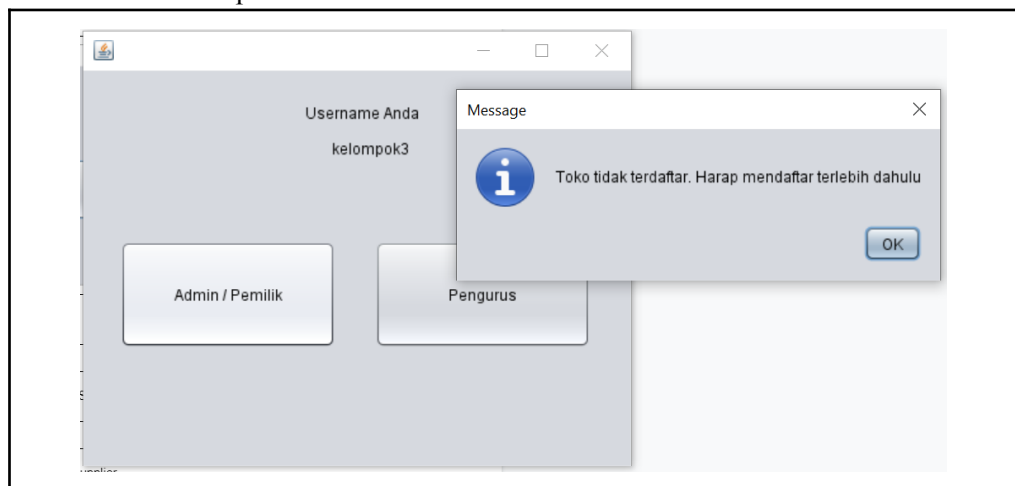 Username Anda
kelompok3
Admin / Pemilik
Pengurus
Message
Toko tidak terdaftar. Harap mendaftar terlebih dahulu
OK